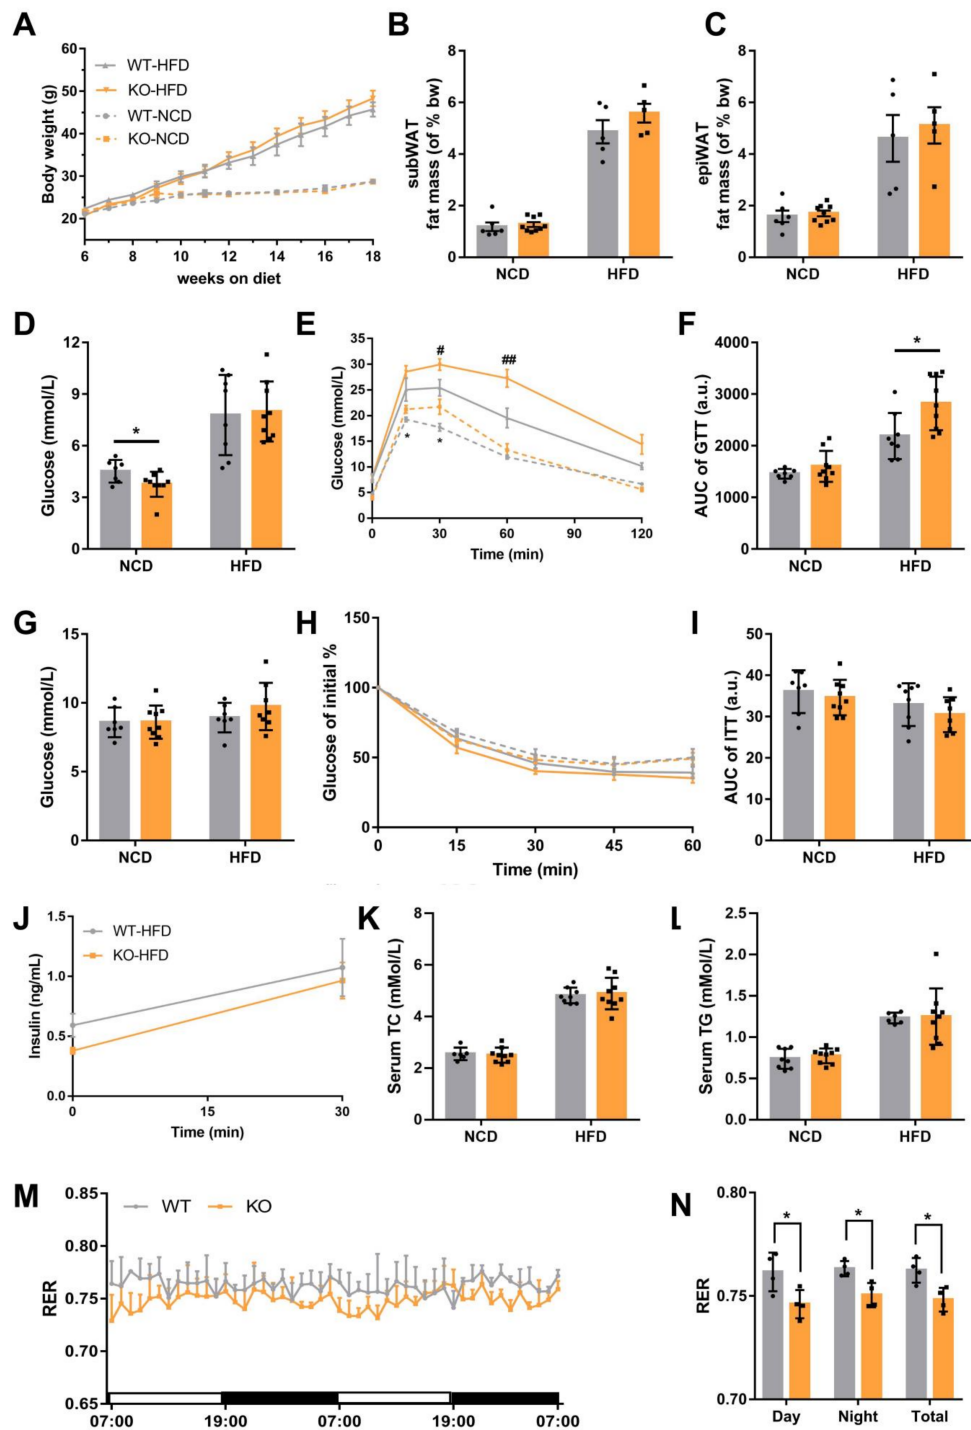 A
Body weight (g)
60
50
40
30
20
WT-HFD
KO-HFD
WT-NCD
KO-NCD
6 8 10 12 14 16 18
weeks on diet
B
subWAT
fat mass (of % bw)
8
6
4
2
0
NCD HFD
C
epiWAT
fat mass (of % bw)
8
6
4
2
0
NCD HFD
D
Glucose (mmol/L)
12
9
6
3
0
*
NCD HFD
E
Glucose (mmol/L)
35
30
25
20
15
10
5
0
# ##
* *
0 30 60 90 120
Time (min)
F
AUC of GTT (a.u.)
4000
3000
2000
1000
0
*
NCD HFD
G
Glucose (mmol/L)
15
10
5
0
NCD HFD
H
Glucose of initial %
150
100
50
0
0 15 30 45 60
Time (min)
I
AUC of ITT (a.u.)
50
40
30
20
10
0
NCD HFD
J
Insulin (ng/mL)
1.5
1.0
0.5
0.0
WT-HFD
KO-HFD
0 15 30
Time (min)
K
Serum TC (mMol/L)
8
6
4
2
0
NCD HFD
L
Serum TG (mMol/L)
2.5
2.0
1.5
1.0
0.5
0.0
NCD HFD
M
RER
0.85
0.80
0.75
0.70
0.65
WT KO
07:00 19:00 07:00 19:00 07:00
N
RER
0.80
0.75
0.70
* * *
Day Night Total